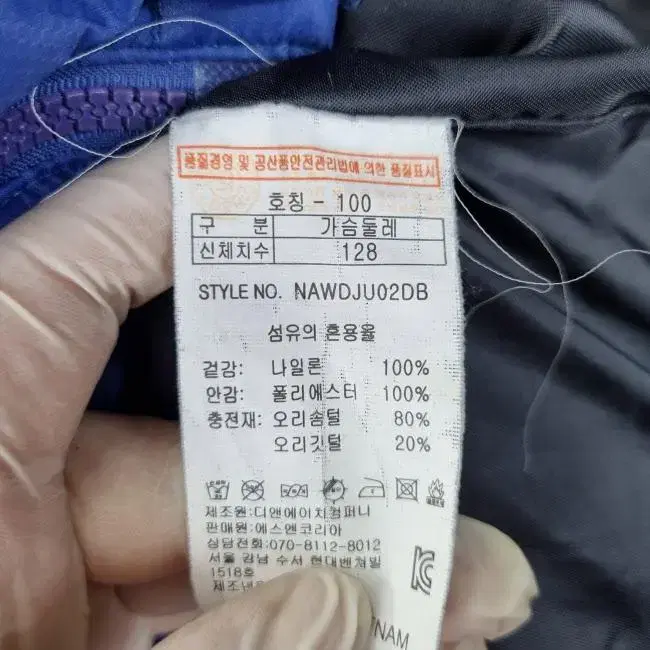 품질경영 및 공산품안전관리법에 의한 품질표시
호칭 - 100
구 분 가슴둘레
신체치수 128
STYLE NO. NAWDJU02DB
섬유의 혼용율
겉감: 나일론 100%
안감: 폴리에스터 100%
충전재: 오리솜털 80%
오리깃털 20%
제조원:디앤에이치컴퍼니
판매원:에스엔코리아
상담전화:070-8112-8012
서울 강남 수서 현대벤쳐빌
1518호
제조년